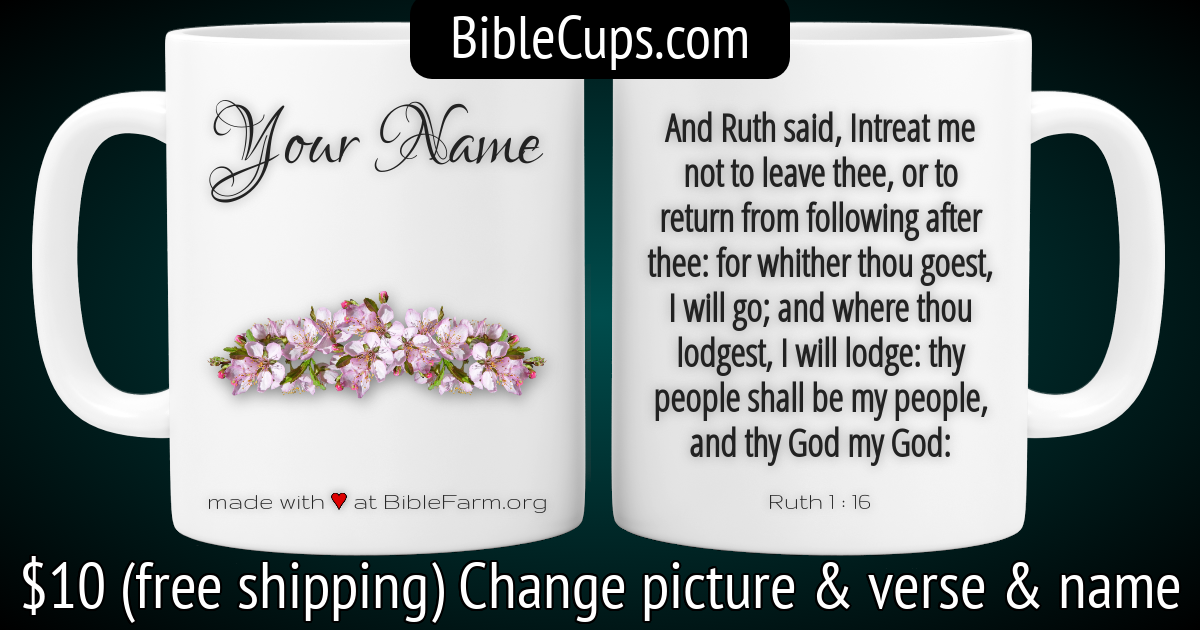 BibleCups.com
Your Name
made with ♥ at BibleFarm.org
And Ruth said, Intreat me
not to leave thee, or to
return from following after
thee: for whither thou goest,
I will go; and where thou
lodgest, I will lodge: thy
people shall be my people,
and thy God my God:
Ruth 1 : 16
$10 (free shipping) Change picture & verse & name